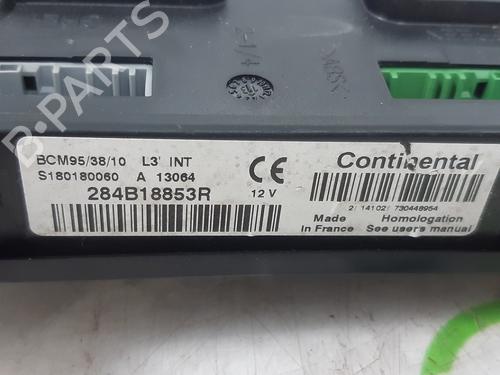 B-PARTS
BCM95/38/10 L3' INT
S180180060 A 13064
284B18853R
CE
12 V
Continental
2/ 14102/ 730448954
Made Homologation
in France See users manual